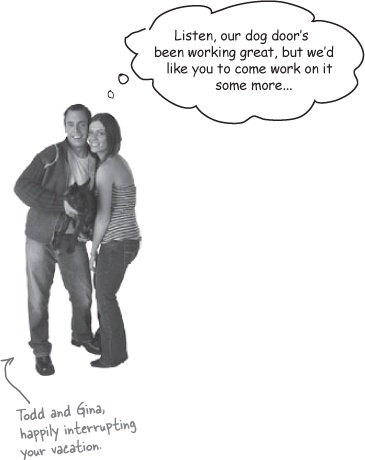 Listen, our dog door's
been working great, but we'd
like you to come work on it
some more...
Todd and Gina,
happily interrupting
your vacation.